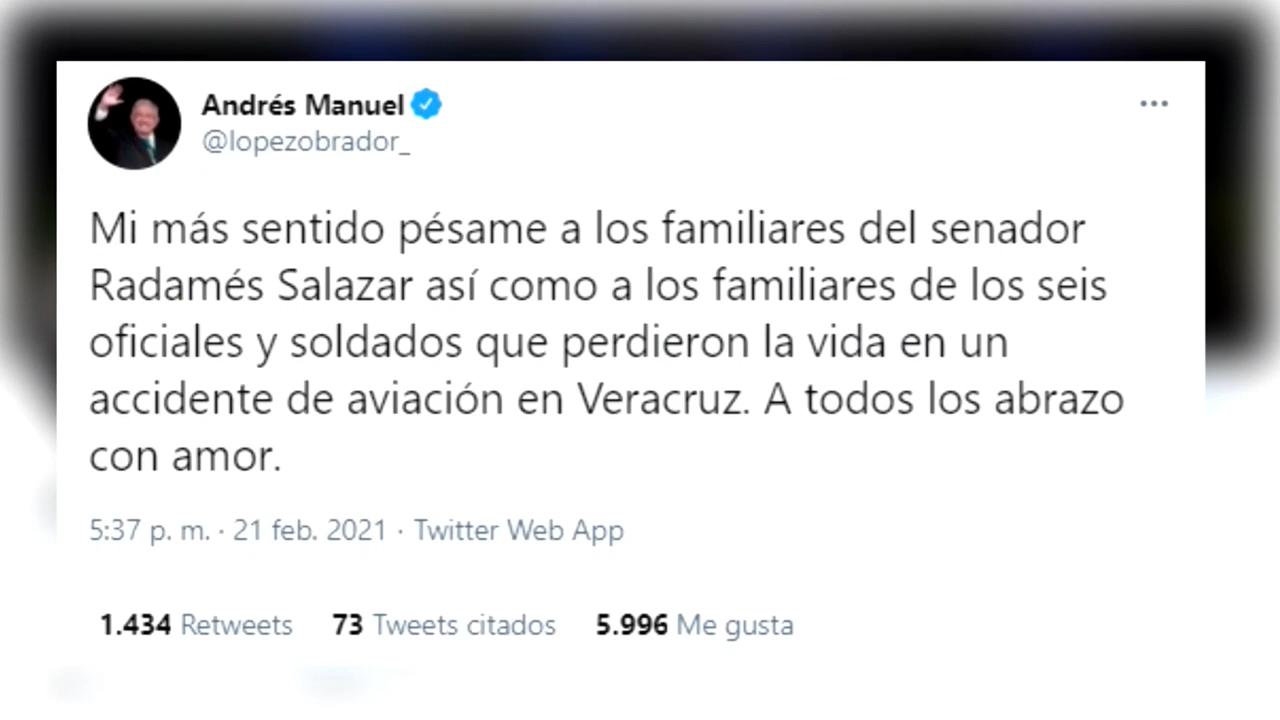 Andrés Manuel
@lopezobrador_
Mi más sentido pésame a los familiares del senador
Radamés Salazar así como a los familiares de los seis
oficiales y soldados que perdieron la vida en un
accidente de aviación en Veracruz. A todos los abrazo
con amor.
5:37 p. m. · 21 feb. 2021 · Twitter Web App
1.434 Retweets 73 Tweets citados 5.996 Me gusta